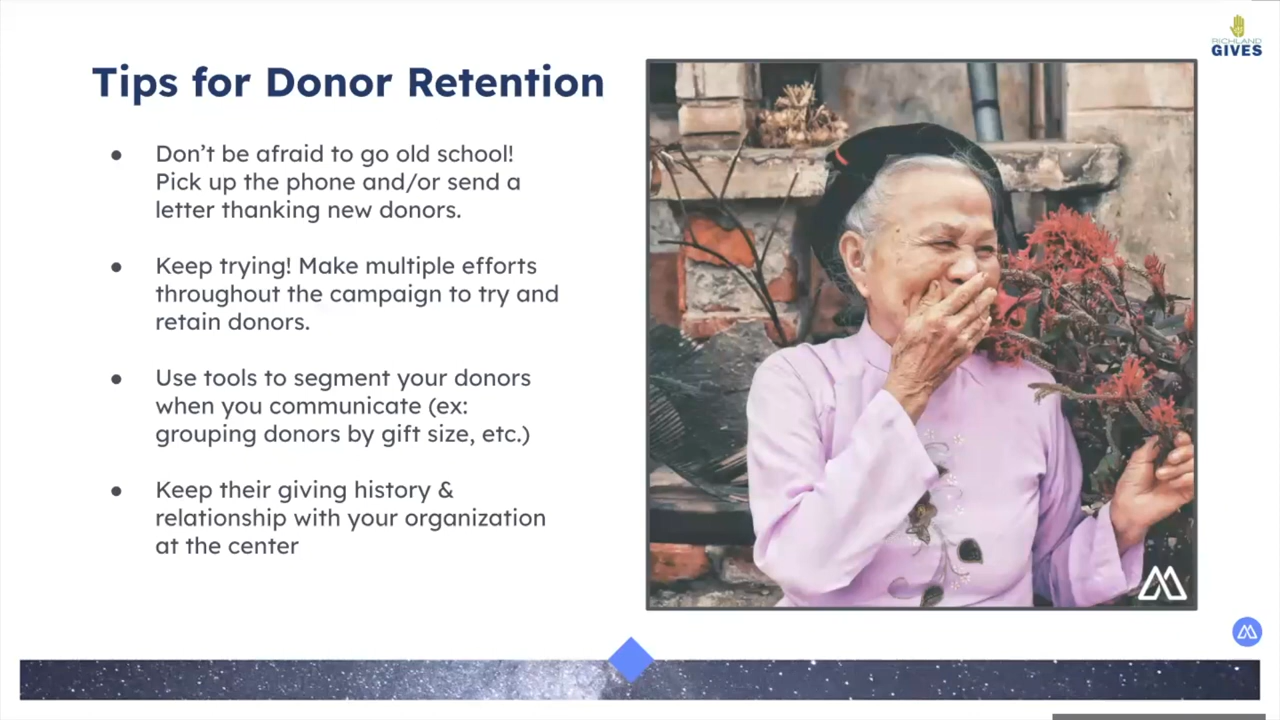 RICHLAND
GIVES
Tips for Donor Retention
● Don’t be afraid to go old school!
Pick up the phone and/or send a
letter thanking new donors.
● Keep trying! Make multiple efforts
throughout the campaign to try and
retain donors.
● Use tools to segment your donors
when you communicate (ex:
grouping donors by gift size, etc.)
● Keep their giving history &
relationship with your organization
at the center